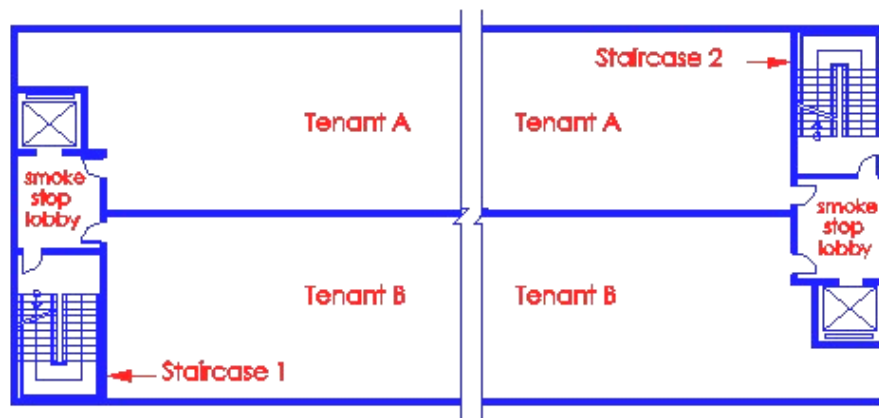 Staircase 2
Tenant A
Tenant A
smoke
stop
lobby
smoke
stop
lobby
Tenant B
Tenant B
Staircase 1